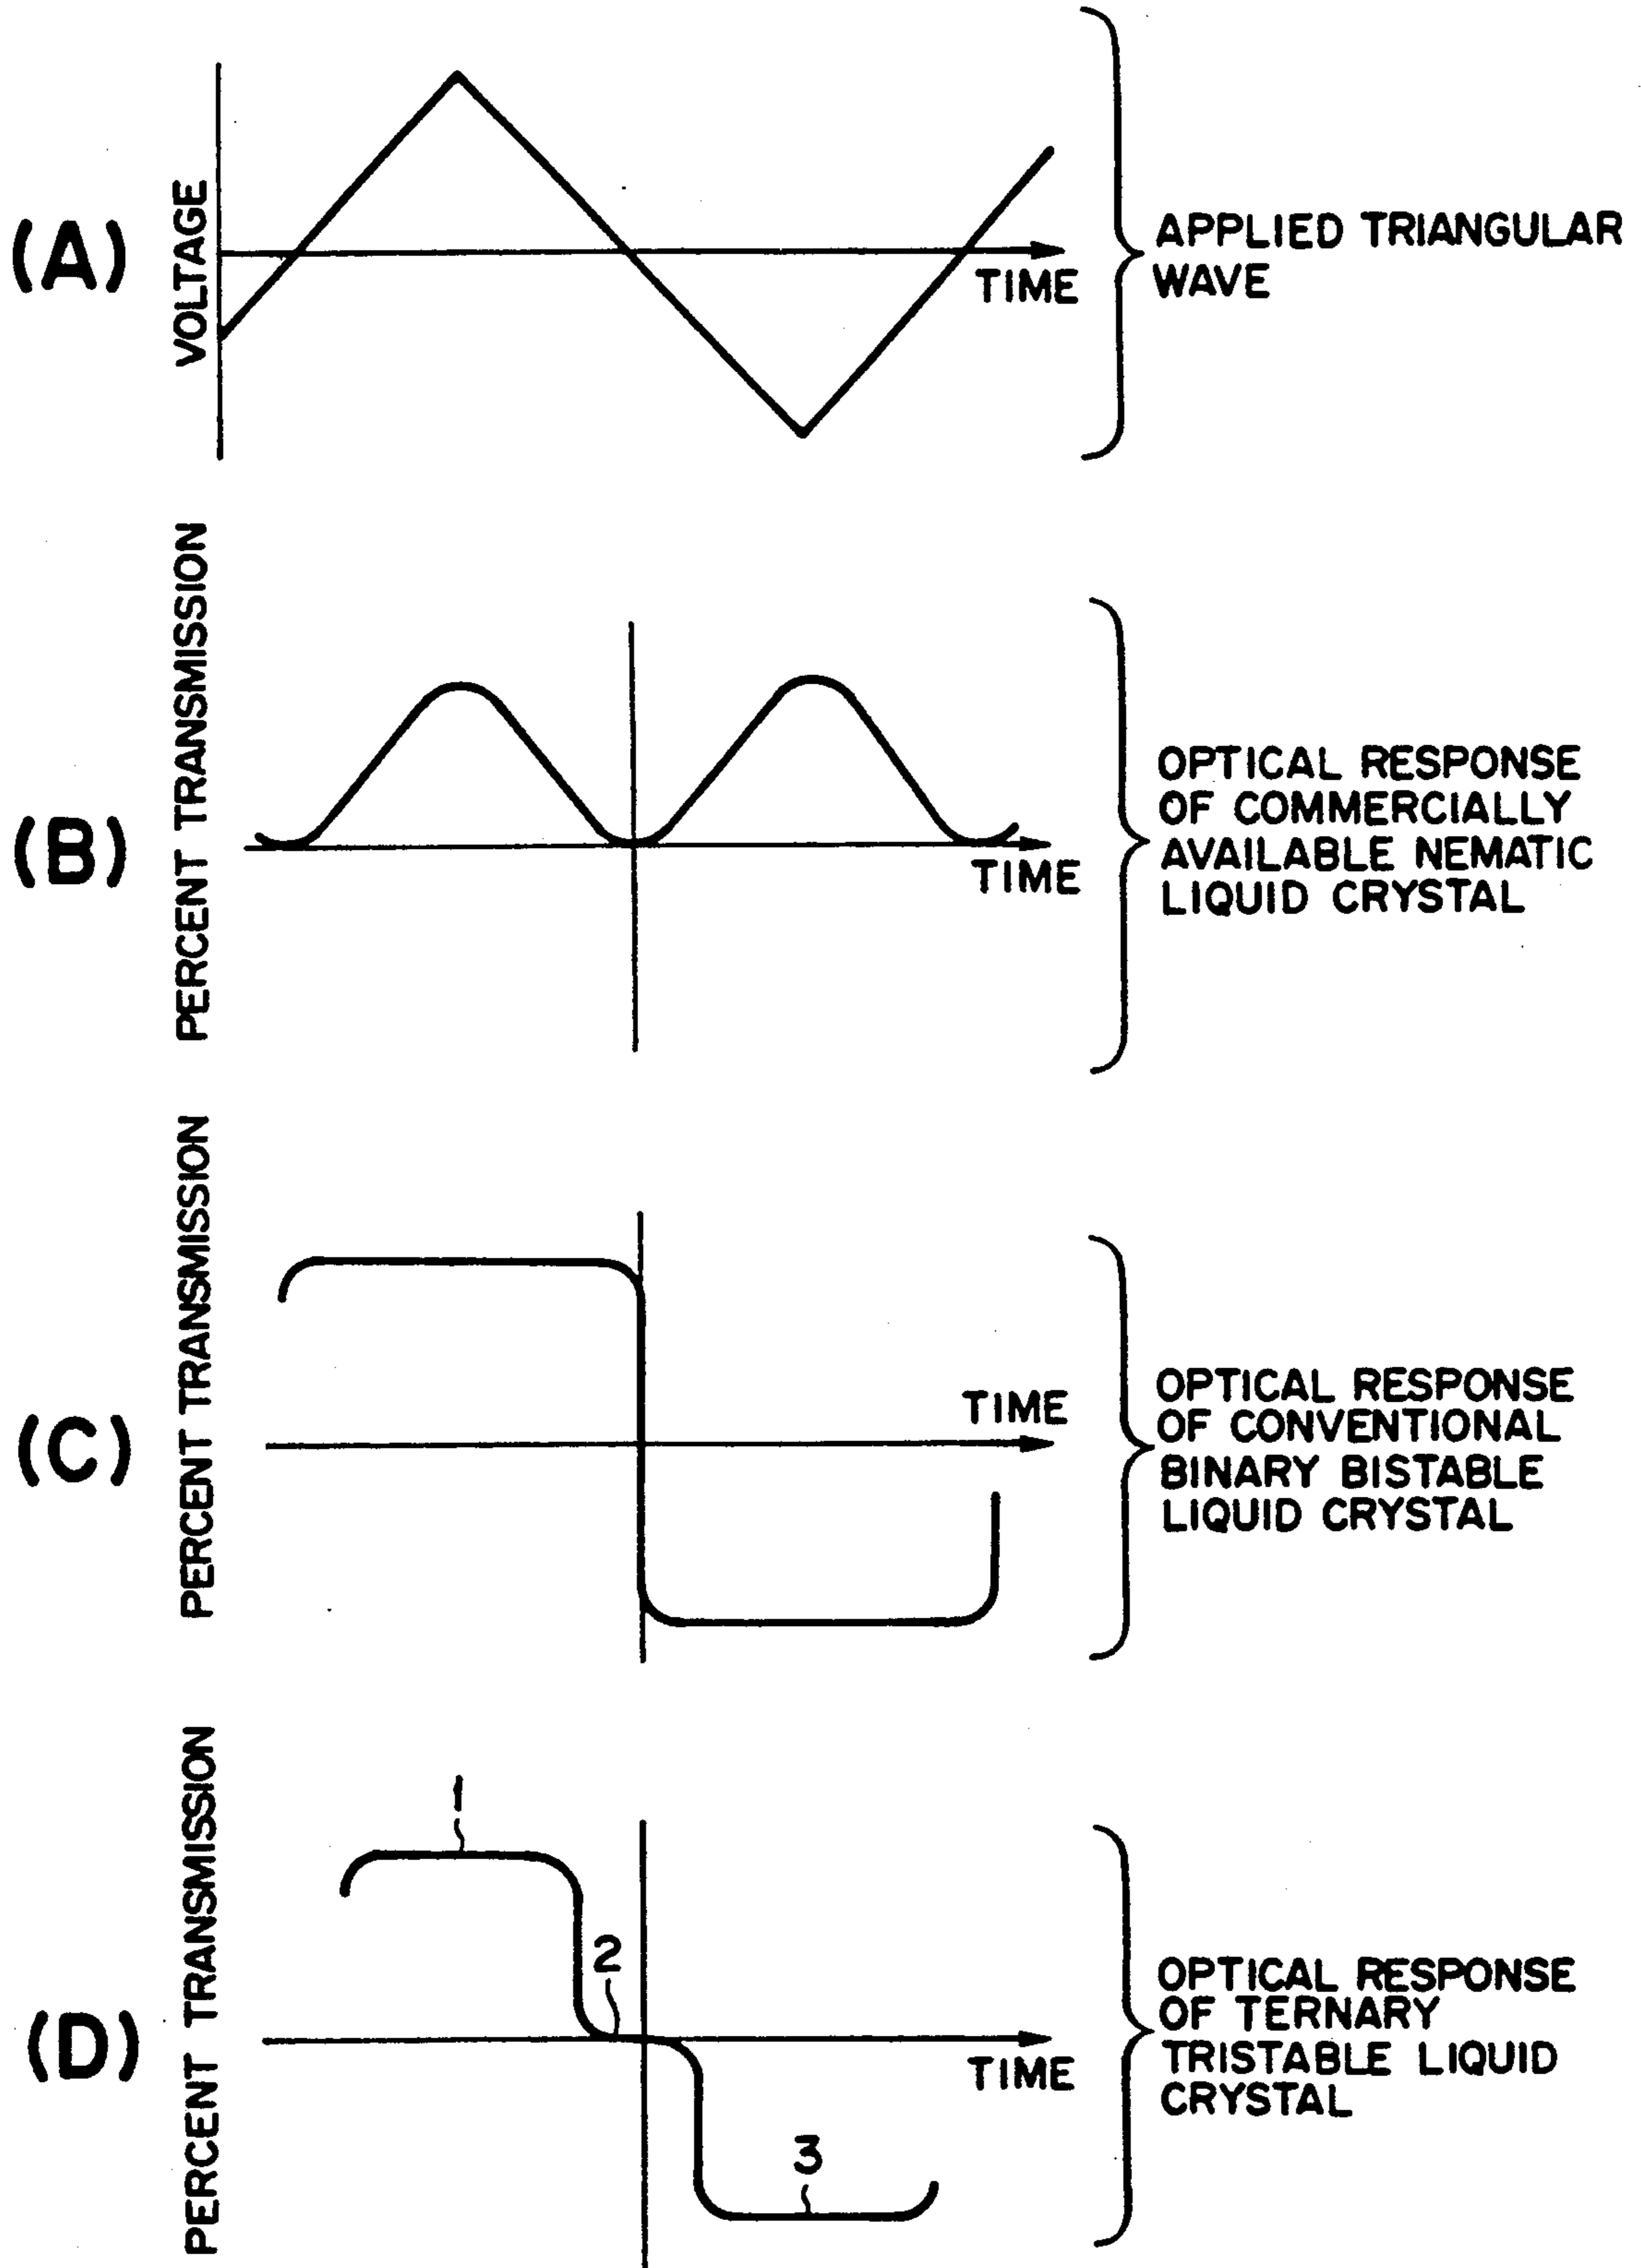 (A)
VOLTAGE
TIME
APPLIED TRIANGULAR
WAVE
(B)
PERCENT TRANSMISSION
TIME
OPTICAL RESPONSE
OF COMMERCIALLY
AVAILABLE NEMATIC
LIQUID CRYSTAL
(C)
PERCENT TRANSMISSION
TIME
OPTICAL RESPONSE
OF CONVENTIONAL
BINARY BISTABLE
LIQUID CRYSTAL
(D)
PERCENT TRANSMISSION
1
2
3
TIME
OPTICAL RESPONSE
OF TERNARY
TRISTABLE LIQUID
CRYSTAL